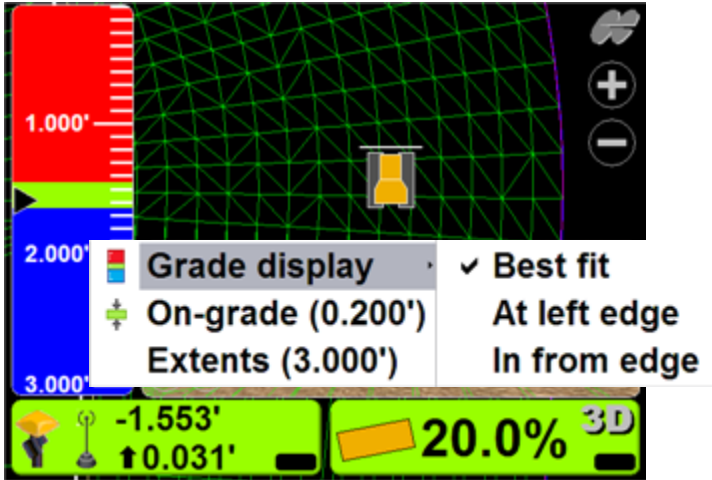 1.000'
2.000'
3.000'
Grade display
Best fit
On-grade (0.200')
At left edge
Extents (3.000')
In from edge
-1.553'
0.031'
20.0%
3D